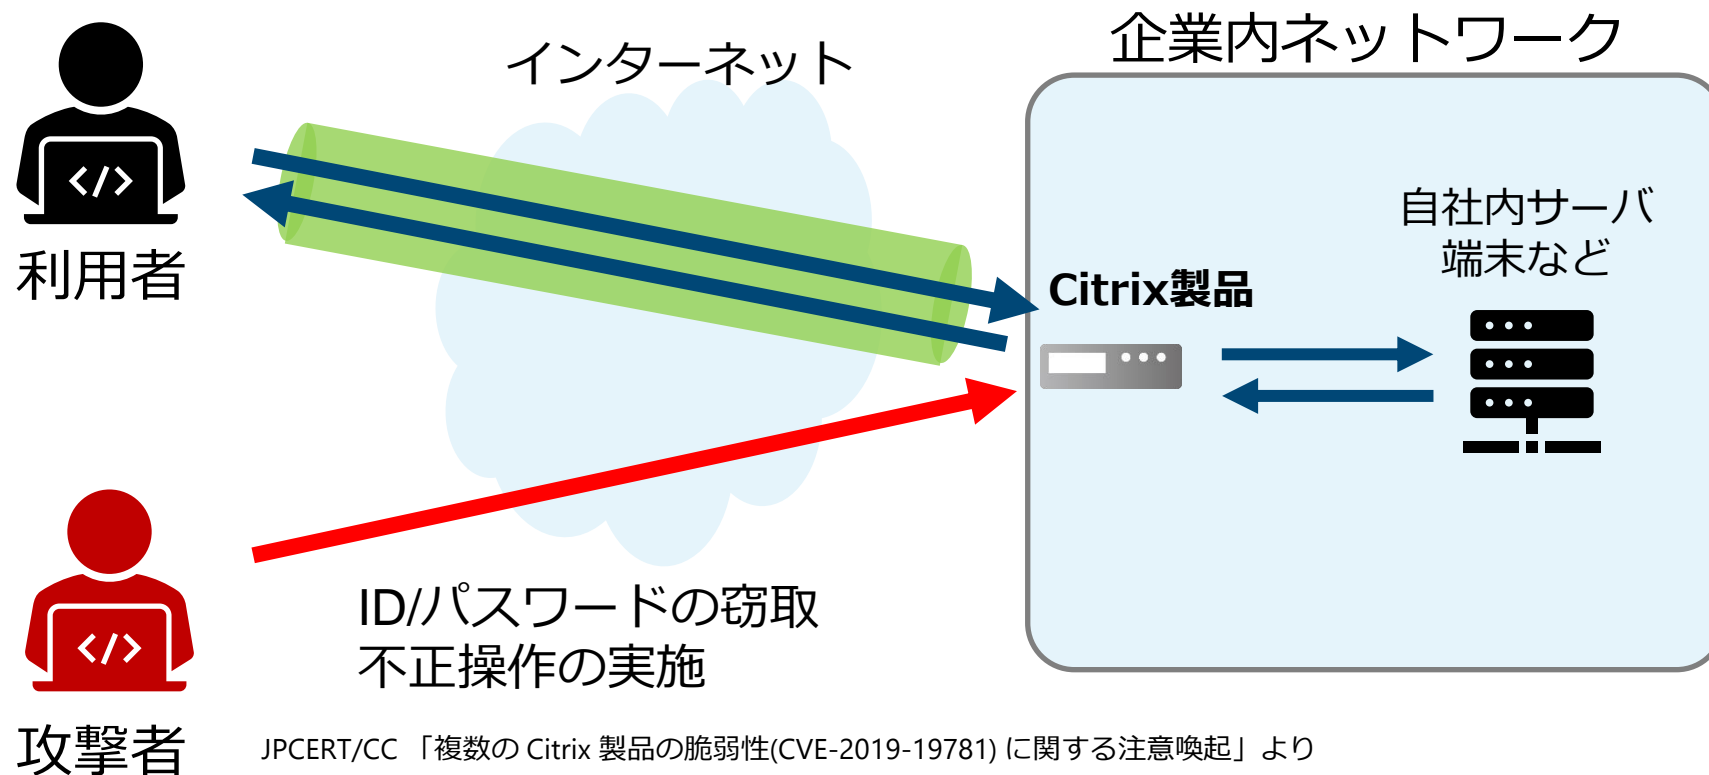 企業内ネットワーク
インターネット
自社内サーバ
端末など
Citrix製品
</>
利用者
</>
ID/パスワードの窃取
不正操作の実施
攻撃者
JPCERT/CC 「複数の Citrix 製品の脆弱性(CVE-2019-19781) に関する注意喚起」より